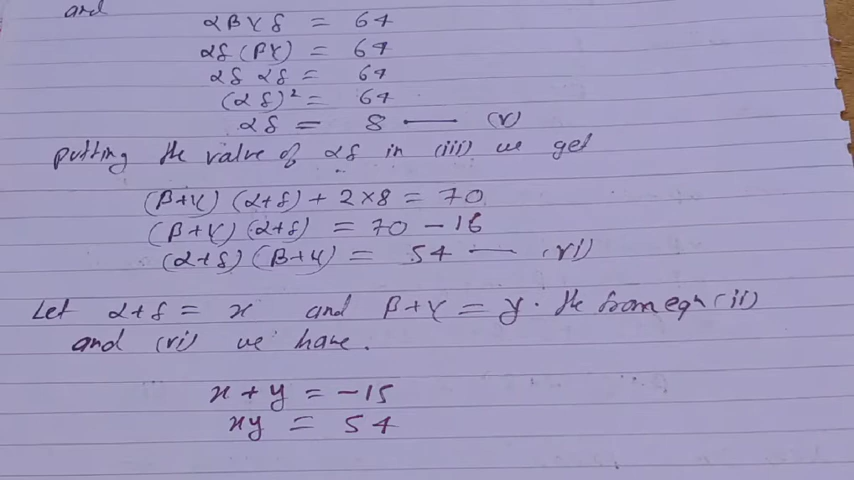 and
αβγδ = 64
αδ (βγ) = 64
αδ αδ = 64
(αδ)² = 64
αδ = 8 —— (v)
putting the value of αδ in (iii) we get
(β+γ) (α+δ) + 2×8 = 70
(β+γ) (α+δ) = 70 - 16
(α+δ) (β+γ) = 54 —— (vi)
Let α+δ = x and β+γ = y. the from eqn (ii)
and (vi) we have.
x + y = -15
xy = 54